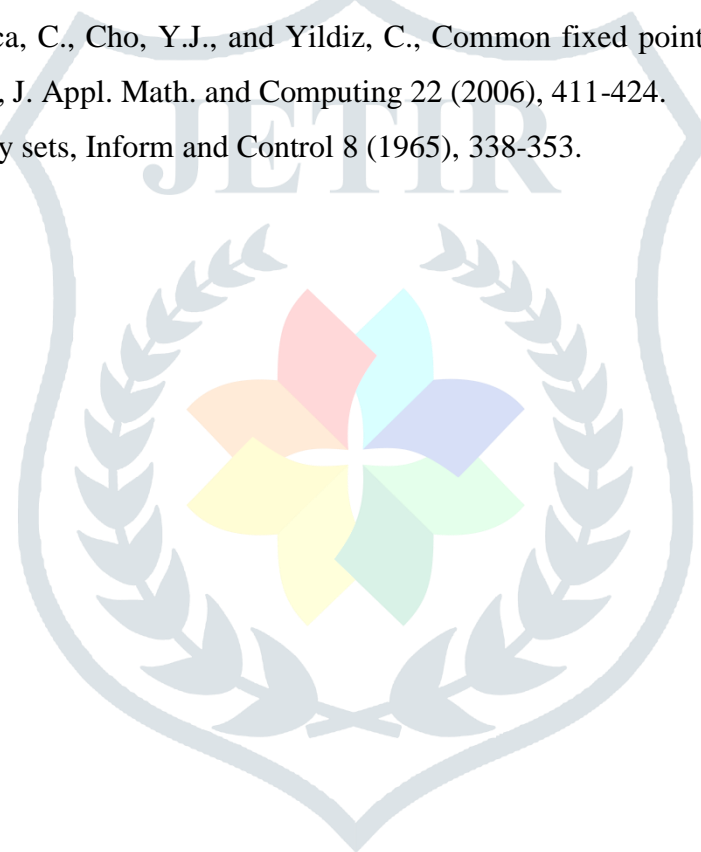 ca, C., Cho, Y.J., and Yildiz, C., Common fixed point
, J. Appl. Math. and Computing 22 (2006), 411-424.
y sets, Inform and Control 8 (1965), 338-353.
JETIR